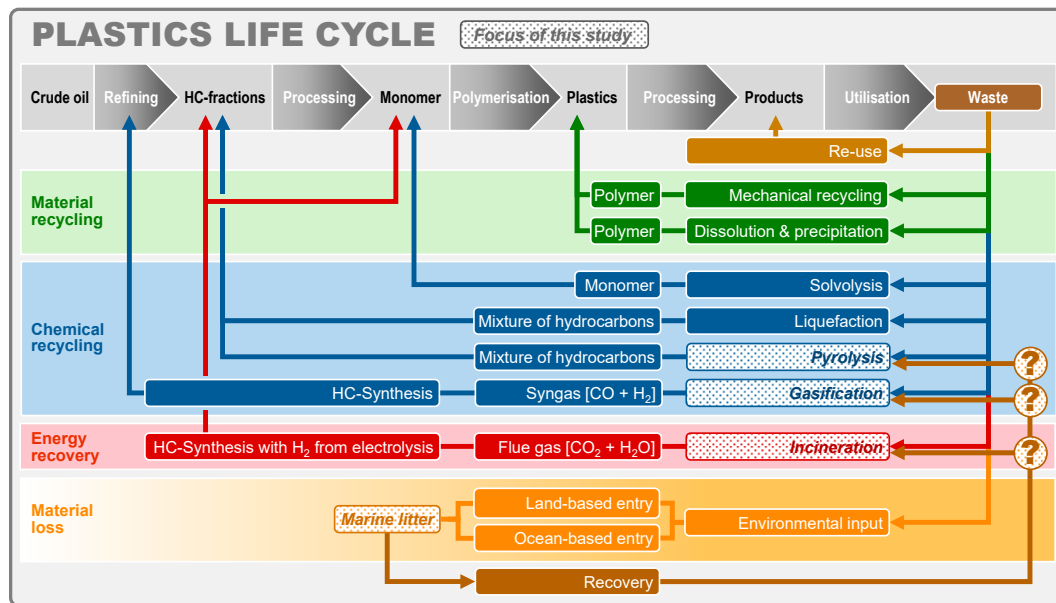 PLASTICS LIFE CYCLE
Focus of this study
Crude oil Refining HC-fractions Processing Monomer Polymerisation Plastics Processing Products Utilisation Waste
Re-use
Material
recycling
Polymer Mechanical recycling
Polymer Dissolution & precipitation
Chemical
recycling
Monomer Solvolysis
Mixture of hydrocarbons Liquefaction
Mixture of hydrocarbons Pyrolysis ?
HC-Synthesis Syngas [CO + H₂] Gasification ?
Energy
recovery
HC-Synthesis with H₂ from electrolysis Flue gas [CO₂ + H₂O] Incineration ?
Material
loss
Marine litter
Land-based entry
Ocean-based entry
Environmental input
Recovery